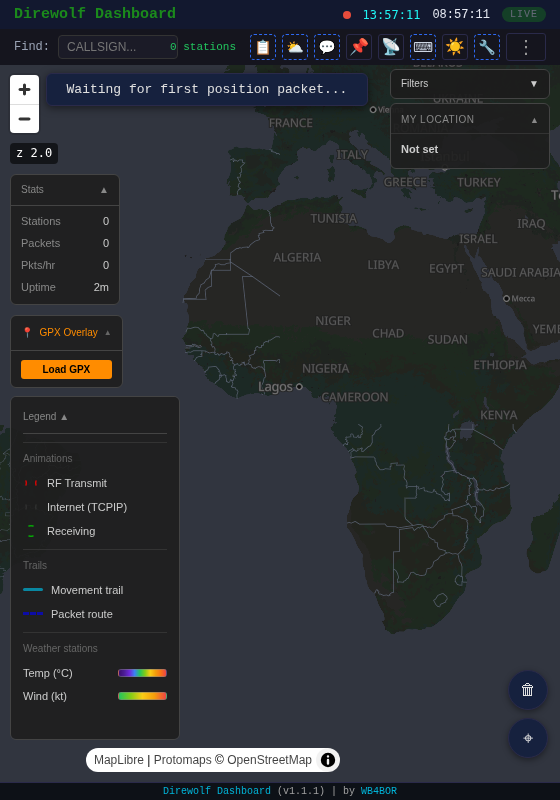 Direwolf Dashboard
13:57:11 08:57:11 LIVE
Find: CALLSIGN... 0 stations
Waiting for first position packet...
+
−
z 2.0
Filters ▼
UKRAINE
MY LOCATION ▲
Not set
Stats ▲
Stations 0
Packets 0
Pkts/hr 0
Uptime 2m
GPX Overlay ▲
Load GPX
Legend ▲
Animations
RF Transmit
Internet (TCPIP)
Receiving
Trails
Movement trail
Packet route
Weather stations
Temp (°C)
Wind (kt)
FRANCE
ITALY
GREECE
TURKEY
TUNISIA
IRAQ
ISRAEL
ALGERIA
LIBYA
EGYPT
SAUDI ARABIA
Mecca
NIGER
CHAD
SUDAN
NIGERIA
ETHIOPIA
Lagos
CAMEROON
KENYA
MapLibre | Protomaps © OpenStreetMap
Direwolf Dashboard (v1.1.1) | by WB4BOR